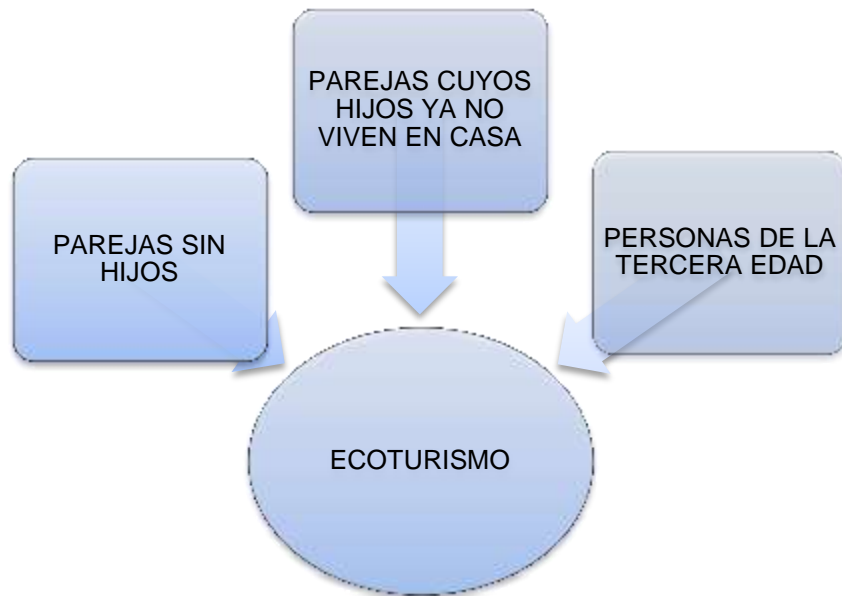 PAREJAS CUYOS
HIJOS YA NO
VIVEN EN CASA
PAREJAS SIN
HIJOS
PERSONAS DE LA
TERCERA EDAD
ECOTURISMO